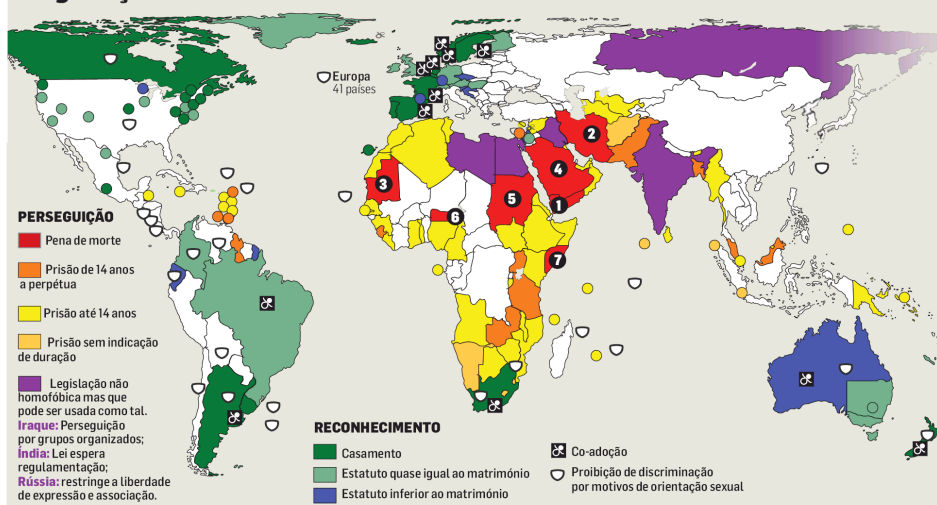 Europa
41 países
1
2
3
4
5
6
7
PERSEGUIÇÃO
Pena de morte
Prisão de 14 anos
a perpétua
Prisão até 14 anos
Prisão sem indicação
de duração
Legislação não
homofóbica mas que
pode ser usada como tal.
Iraque: Perseguição
por grupos organizados;
Índia: Lei espera
regulamentação;
Rússia: restringe a liberdade
de expressão e associação.
RECONHECIMENTO
Casamento
Estatuto quase igual ao matrimónio
Estatuto inferior ao matrimónio
Co-adoção
Proibição de discriminação
por motivos de orientação sexual